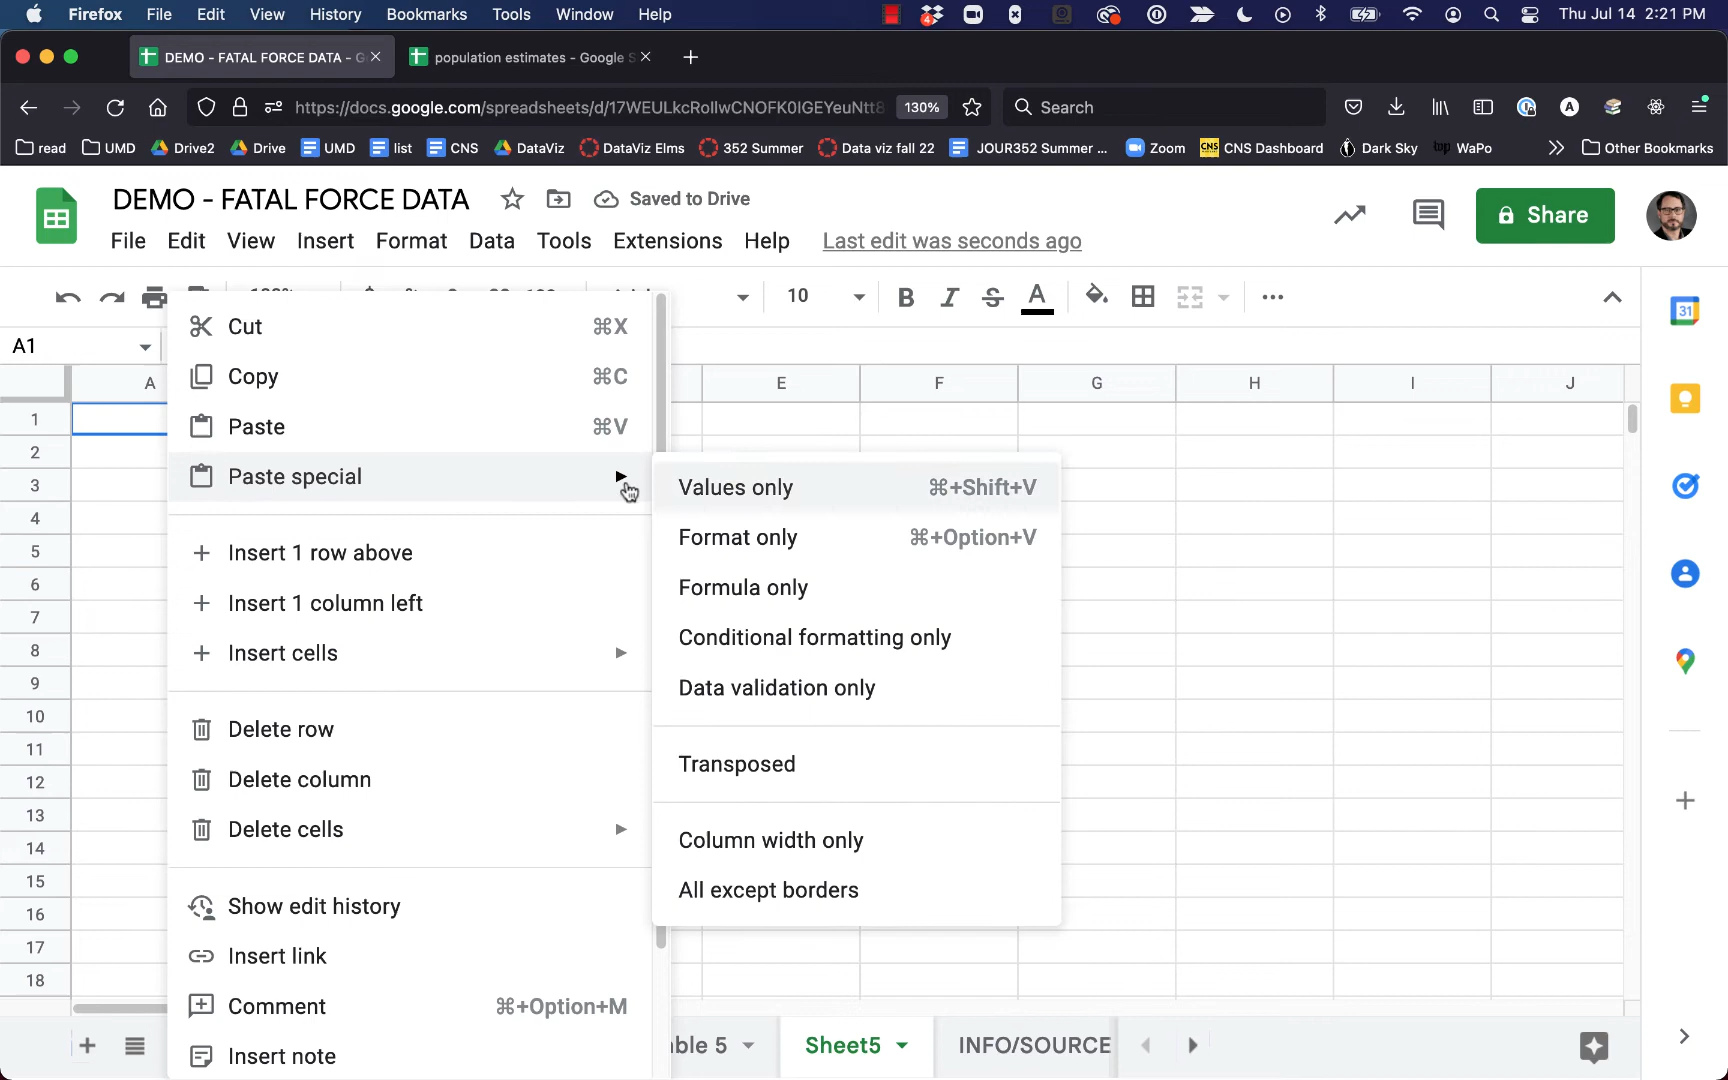 Firefox File Edit View History Bookmarks Tools Window Help 4 Thu Jul 14 2:21 PM
DEMO - FATAL FORCE DATA - G population estimates - Google S
https://docs.google.com/spreadsheets/d/17WEULkcRollwCNOFK0IGEYeuNtt8 130% Search
read UMD Drive2 Drive UMD list CNS DataViz DataViz Elms 352 Summer Data viz fall 22 JOUR352 Summer ... Zoom CNS Dashboard Dark Sky WaPo Other Bookmarks
DEMO - FATAL FORCE DATA Saved to Drive
Share
File Edit View Insert Format Data Tools Extensions Help Last edit was seconds ago
10 B I S A
31
A1
A E F G H I J
1
2
3
4
5
6
7
8
9
10
11
12
13
14
15
16
17
18
Cut ⌘X
Copy ⌘C
Paste ⌘V
Paste special
Insert 1 row above
Insert 1 column left
Insert cells
Delete row
Delete column
Delete cells
Show edit history
Insert link
Comment ⌘+Option+M
Insert note
Values only ⌘+Shift+V
Format only ⌘+Option+V
Formula only
Conditional formatting only
Data validation only
Transposed
Column width only
All except borders
ble 5 Sheet5 INFO/SOURCE